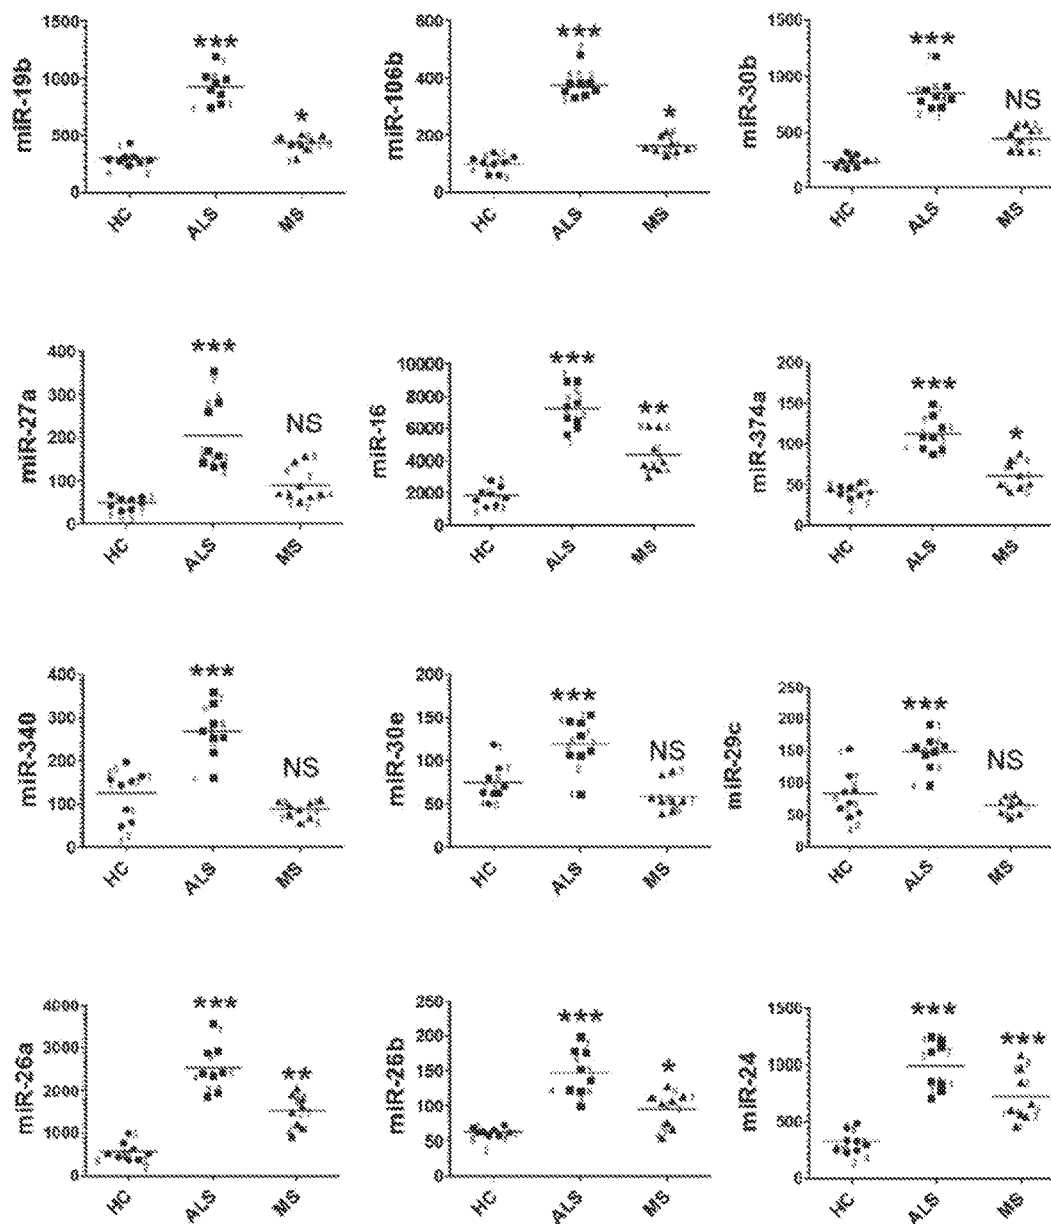 miR-19b
1500
1000
500
0
***
*
HC
ALS
MS
miR-106b
600
400
200
0
***
*
HC
ALS
MS
miR-30b
1500
1000
500
0
***
NS
HC
ALS
MS
miR-27a
400
300
200
100
0
***
NS
HC
ALS
MS
miR-16
10000
8000
6000
4000
2000
0
***
**
HC
ALS
MS
miR-374a
200
150
100
50
0
***
*
HC
ALS
MS
miR-340
400
300
200
100
0
***
NS
HC
ALS
MS
miR-30e
200
150
100
50
0
***
NS
HC
ALS
MS
miR-29c
250
200
150
100
50
0
***
NS
HC
ALS
MS
miR-26a
4000
3000
2000
1000
0
***
**
HC
ALS
MS
miR-26b
250
200
150
100
50
0
***
*
HC
ALS
MS
miR-24
1500
1000
500
0
***
***
HC
ALS
MS